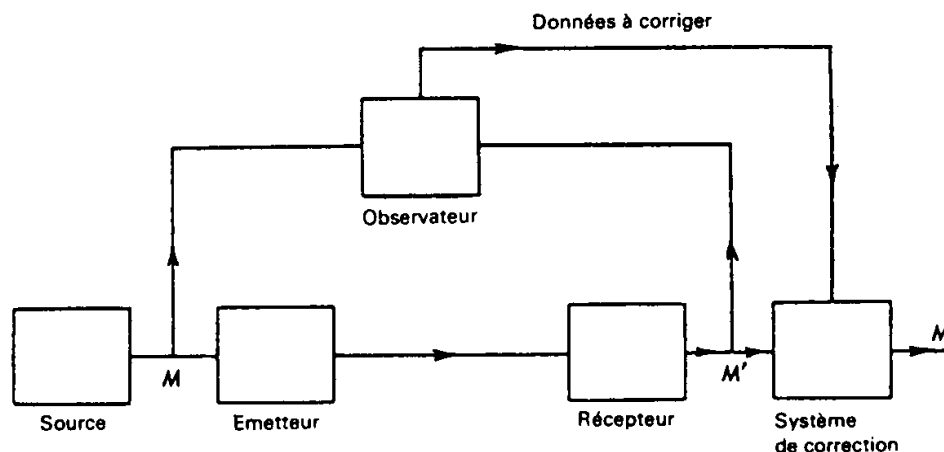 Données à corriger
Observateur
M
M'
M
Source
Emetteur
Récepteur
Système
de correction